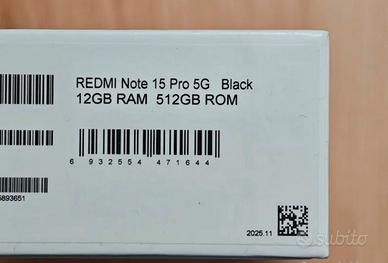 REDMI Note 15 Pro 5G Black
12GB RAM 512GB ROM
6 932554 471644
5893651
2025.11
subito